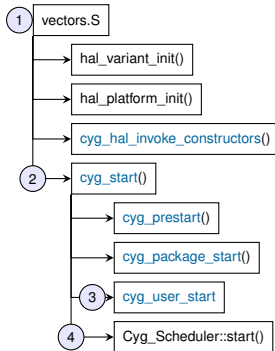 1 vectors.S
hal_variant_init()
hal_platform_init()
cyg_hal_invoke_constructors()
2 cyg_start()
cyg_prestart()
cyg_package_start()
3 cyg_user_start
4 Cyg_Scheduler::start()